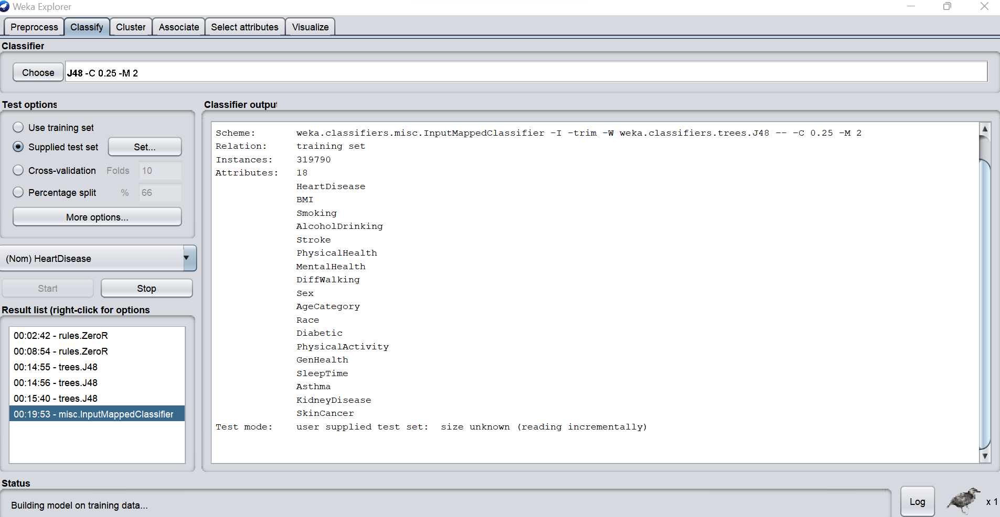 Weka Explorer
Preprocess Classify Cluster Associate Select attributes Visualize
Classifier
Choose J48 -C 0.25 -M 2
Test options
Use training set
Supplied test set Set...
Cross-validation Folds 10
Percentage split % 66
More options...
(Nom) HeartDisease
Start Stop
Result list (right-click for options
00:02:42 - rules.ZeroR
00:08:54 - rules.ZeroR
00:14:55 - trees.J48
00:14:56 - trees.J48
00:15:40 - trees.J48
00:19:53 - misc.InputMappedClassifier
Classifier output
Scheme: weka.classifiers.misc.InputMappedClassifier -I -trim -W weka.classifiers.trees.J48 -- -C 0.25 -M 2
Relation: training set
Instances: 319790
Attributes: 18
HeartDisease
BMI
Smoking
AlcoholDrinking
Stroke
PhysicalHealth
MentalHealth
DiffWalking
Sex
AgeCategory
Race
Diabetic
PhysicalActivity
GenHealth
SleepTime
Asthma
KidneyDisease
SkinCancer
Test mode: user supplied test set: size unknown (reading incrementally)
Status
Building model on training data...
Log x 1